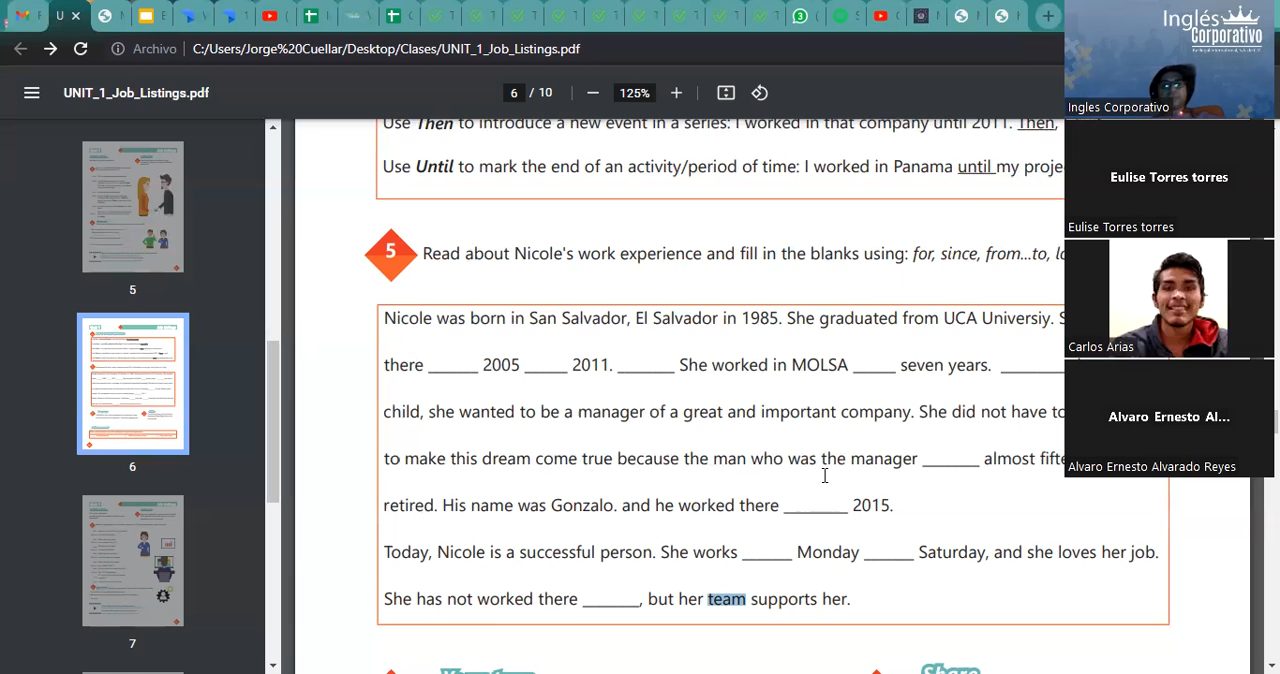 Archivo C:/Users/Jorge%20Cuellar/Desktop/Clases/UNIT_1_Job_Listings.pdf
UNIT_1_Job_Listings.pdf 6 / 10 125%
Use Then to introduce a new event in a series: I worked in that company until 2011. Then,
Use Until to mark the end of an activity/period of time: I worked in Panama until my proje
5 Read about Nicole's work experience and fill in the blanks using: for, since, from...to, lo
Nicole was born in San Salvador, El Salvador in 1985. She graduated from UCA Universiy. S
there ______ 2005 _____ 2011. _______ She worked in MOLSA _____ seven years. ________
child, she wanted to be a manager of a great and important company. She did not have to
to make this dream come true because the man who was the manager _______ almost fifte
retired. His name was Gonzalo. and he worked there ________ 2015.
Today, Nicole is a successful person. She works ______ Monday ______ Saturday, and she loves her job.
She has not worked there _______, but her team supports her.
5
6
7
Share
Inglés
Corporativo
Ingles Corporativo
Eulise Torres torres
Eulise Torres torres
Carlos Arias
Alvaro Ernesto Al...
Alvaro Ernesto Alvarado Reyes